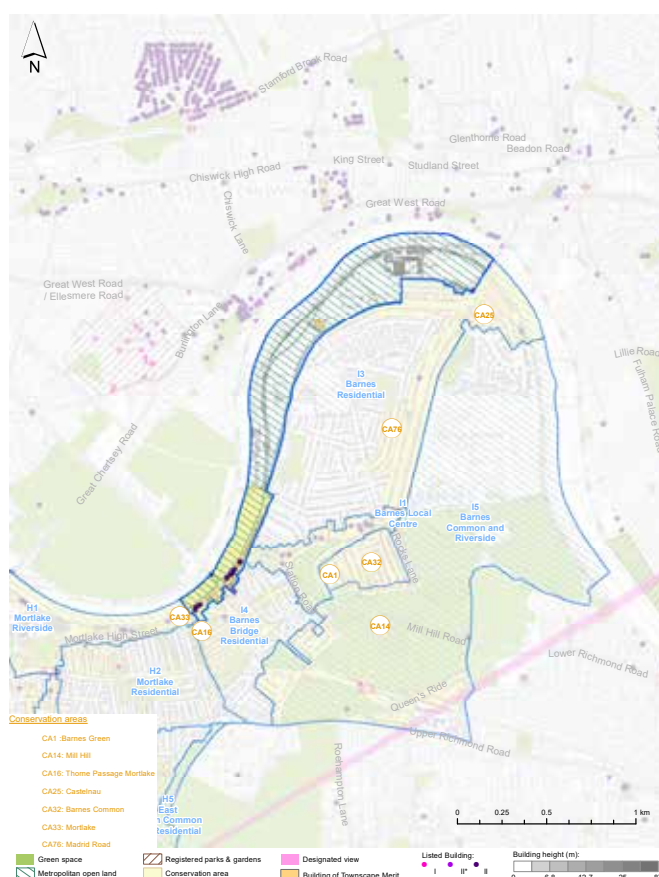 N
Stamford Brook Road
Glenthorne Road
Beadon Road
King Street
Studland Street
Chiswick High Road
Great West Road
Chiswick Lane
Great West Road
/ Ellesmere Road
Burlington Lane
CA25
Lillie Road
Fulham Palace Road
I3
Barnes
Residential
CA76
Great Chertsey Road
I1
Barnes Local
Centre
I5
Barnes
Common and
Riverside
Rocks Lane
CA32
CA1
Station Road
H1
Mortlake
Riverside
CA33
CA16
I4
Barnes
Bridge
Residential
CA14
Mill Hill Road
Mortlake High Street
H2
Mortlake
Residential
Lower Richmond Road
Queen's Ride
Upper Richmond Road
Roehampton Lane
Conservation areas
CA1 :Barnes Green
CA14: Mill Hill
CA16: Thorne Passage Mortlake
CA25: Castelnau
CA32: Barnes Common
CA33: Mortlake
CA76: Madrid Road
H5
East
n Common
Residential
0 0.25 0.5 1 km
Green space
Metropolitan open land
Registered parks & gardens
Conservation area
Designated view
Building of Townscape Merit
Listed Building:
I II* II
Building height (m):